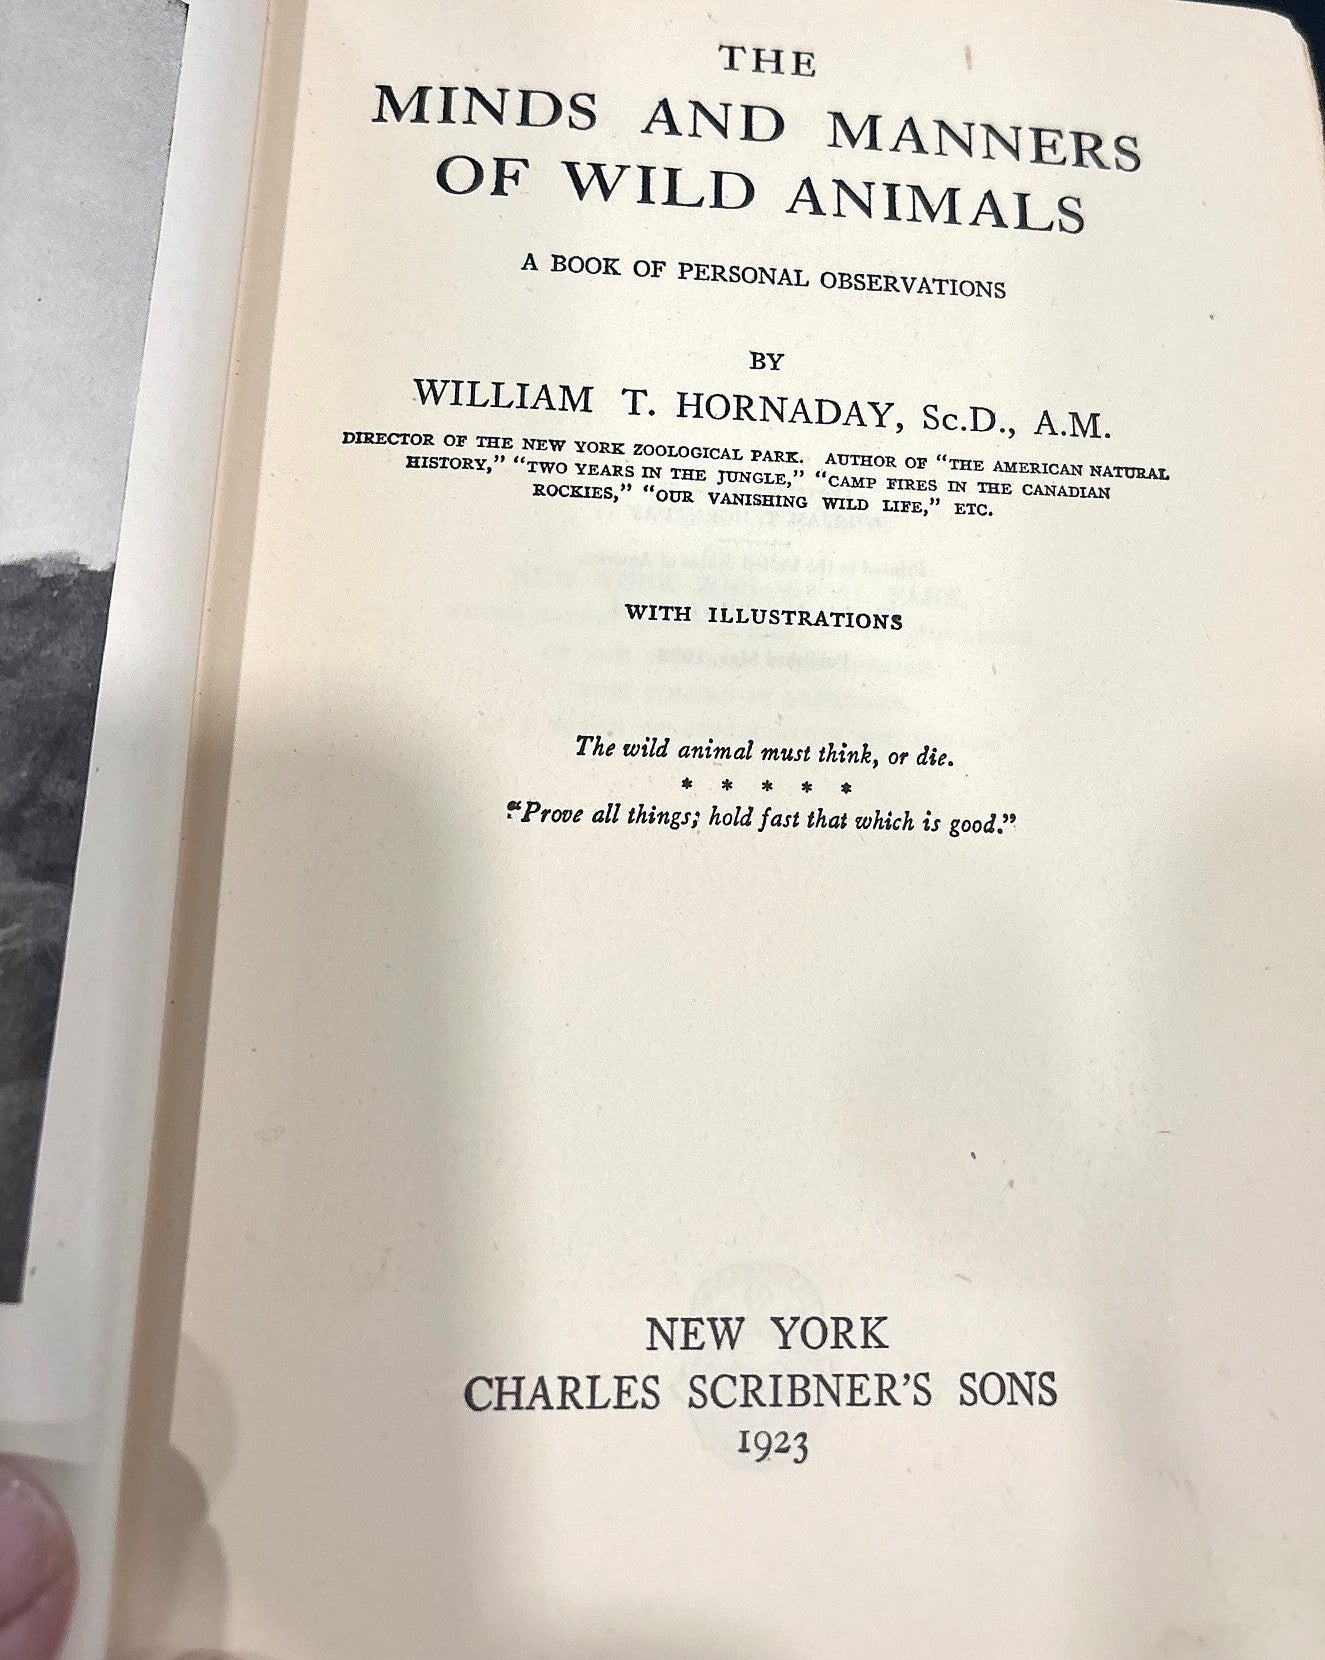 THE
MINDS AND MANNERS
OF WILD ANIMALS
A BOOK OF PERSONAL OBSERVATIONS
BY
WILLIAM T. HORNADAY, Sc.D., A.M.
DIRECTOR OF THE NEW YORK ZOOLOGICAL PARK. AUTHOR OF "THE AMERICAN NATURAL
HISTORY," "TWO YEARS IN THE JUNGLE," "CAMP FIRES IN THE CANADIAN
ROCKIES," "OUR VANISHING WILD LIFE," ETC.
WITH ILLUSTRATIONS
The wild animal must think, or die.
* * * * *
"Prove all things; hold fast that which is good."
NEW YORK
CHARLES SCRIBNER'S SONS
1923